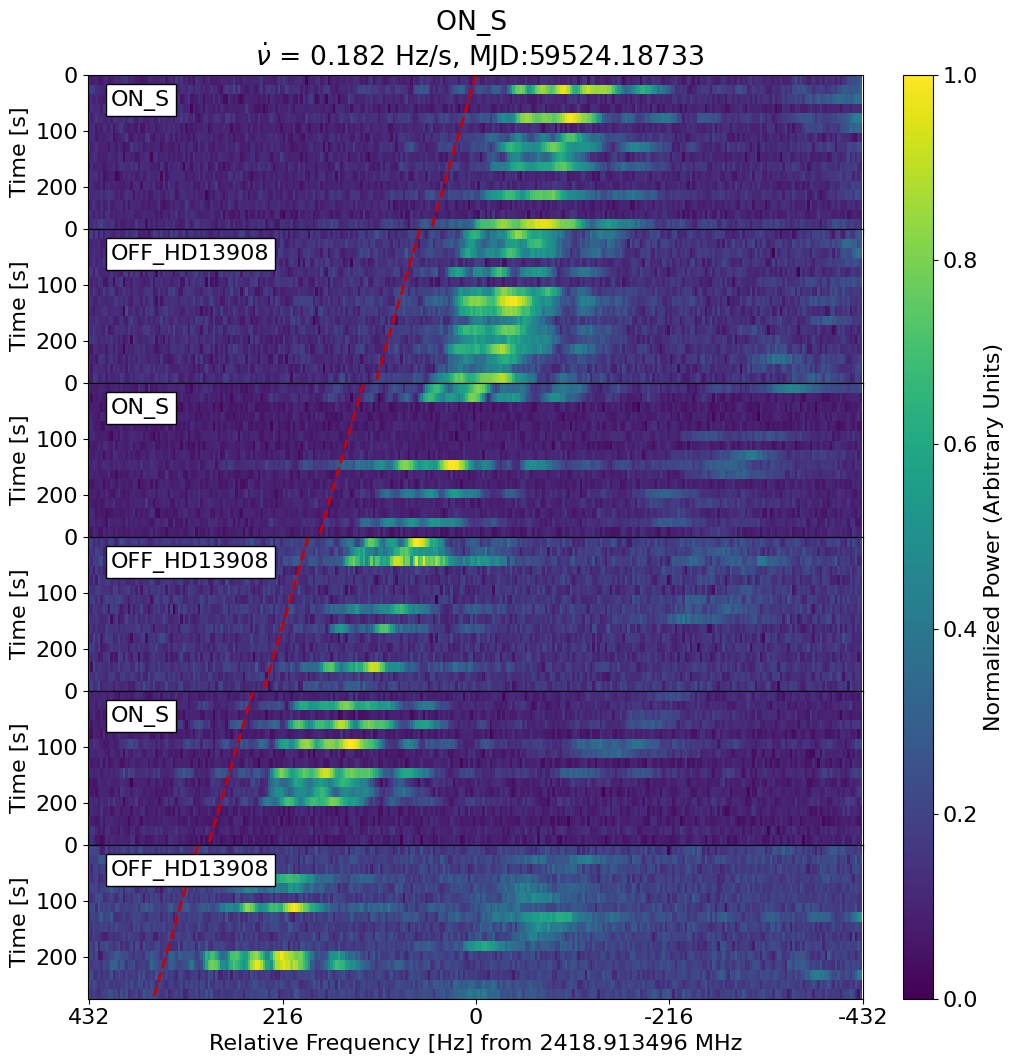 ON_S
ν̇ = 0.182 Hz/s, MJD:59524.18733
0
100
200
Time [s]
ON_S
0
100
200
Time [s]
OFF_HD13908
0
100
200
Time [s]
ON_S
0
100
200
Time [s]
OFF_HD13908
0
100
200
Time [s]
ON_S
0
100
200
Time [s]
OFF_HD13908
432 216 0 -216 -432
Relative Frequency [Hz] from 2418.913496 MHz
1.0
0.8
0.6
0.4
0.2
0.0
Normalized Power (Arbitrary Units)